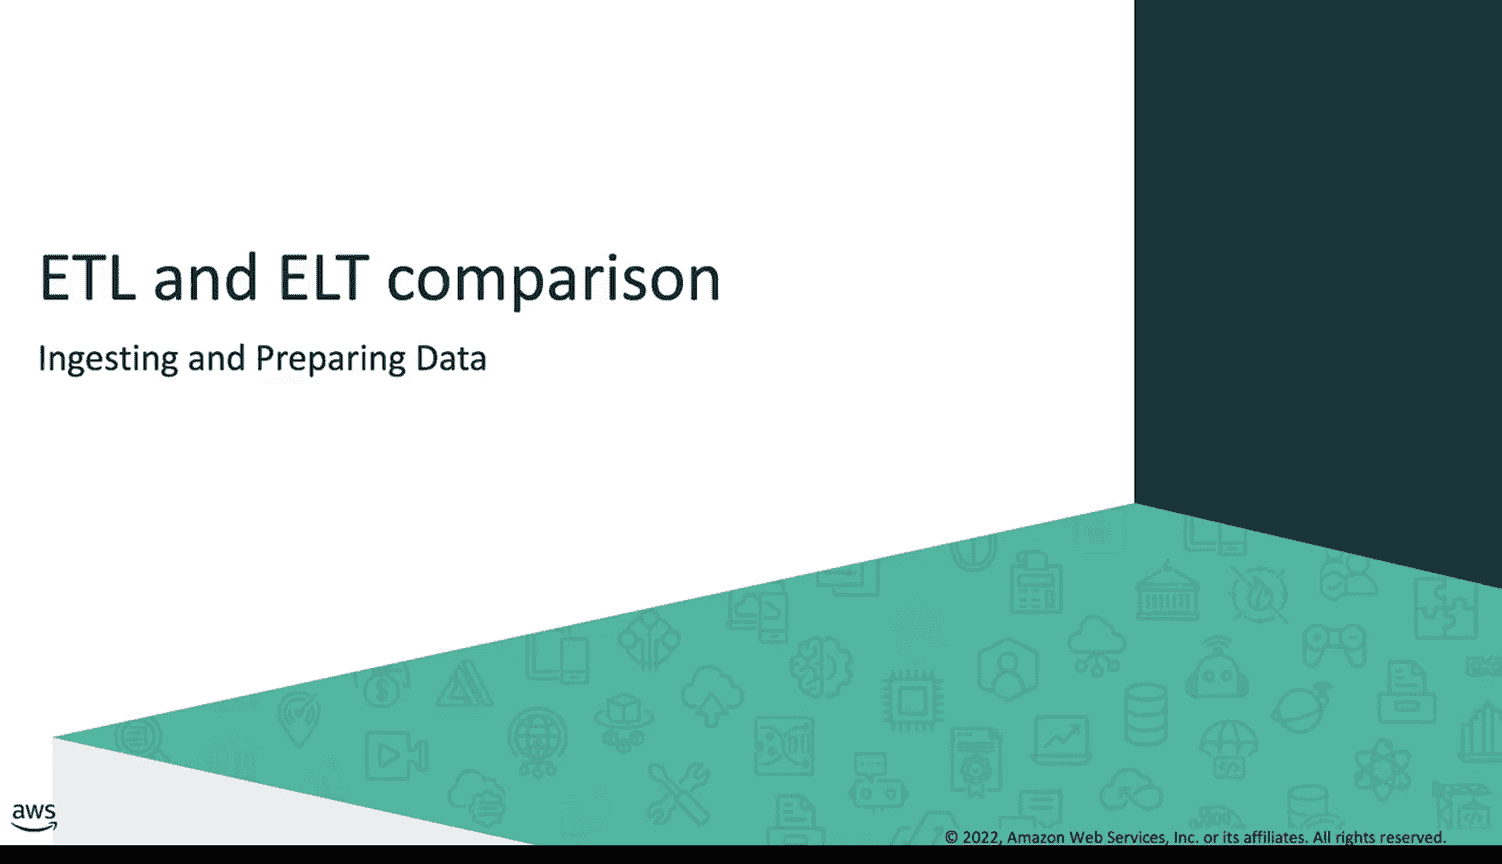 ETL and ELT comparison
Ingesting and Preparing Data
aws
© 2022, Amazon Web Services, Inc. or its affiliates. All rights reserved.